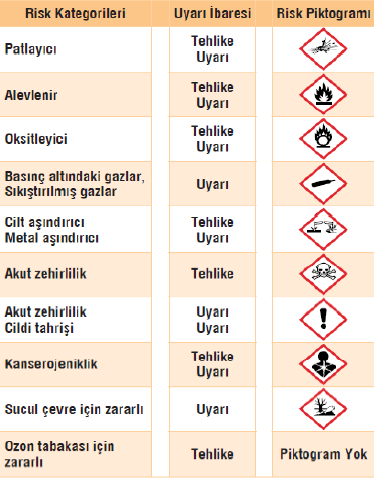 Risk Kategorileri Uyarı İbaresi Risk Piktogramı
Patlayıcı Tehlike
Uyarı
Alevlenir Tehlike
Uyarı
Oksitleyici Tehlike
Uyarı
Basınç altındaki gazlar,
Sıkıştırılmış gazlar Uyarı
Cilt aşındırıcı Tehlike
Metal aşındırıcı Uyarı
Akut zehirlilik Tehlike
Akut zehirlilik Uyarı
Cildi tahrişi Uyarı
Kanserojeniklik Tehlike
Uyarı
Sucul çevre için zararlı Uyarı
Ozon tabakası için
zararlı Tehlike Piktogram Yok